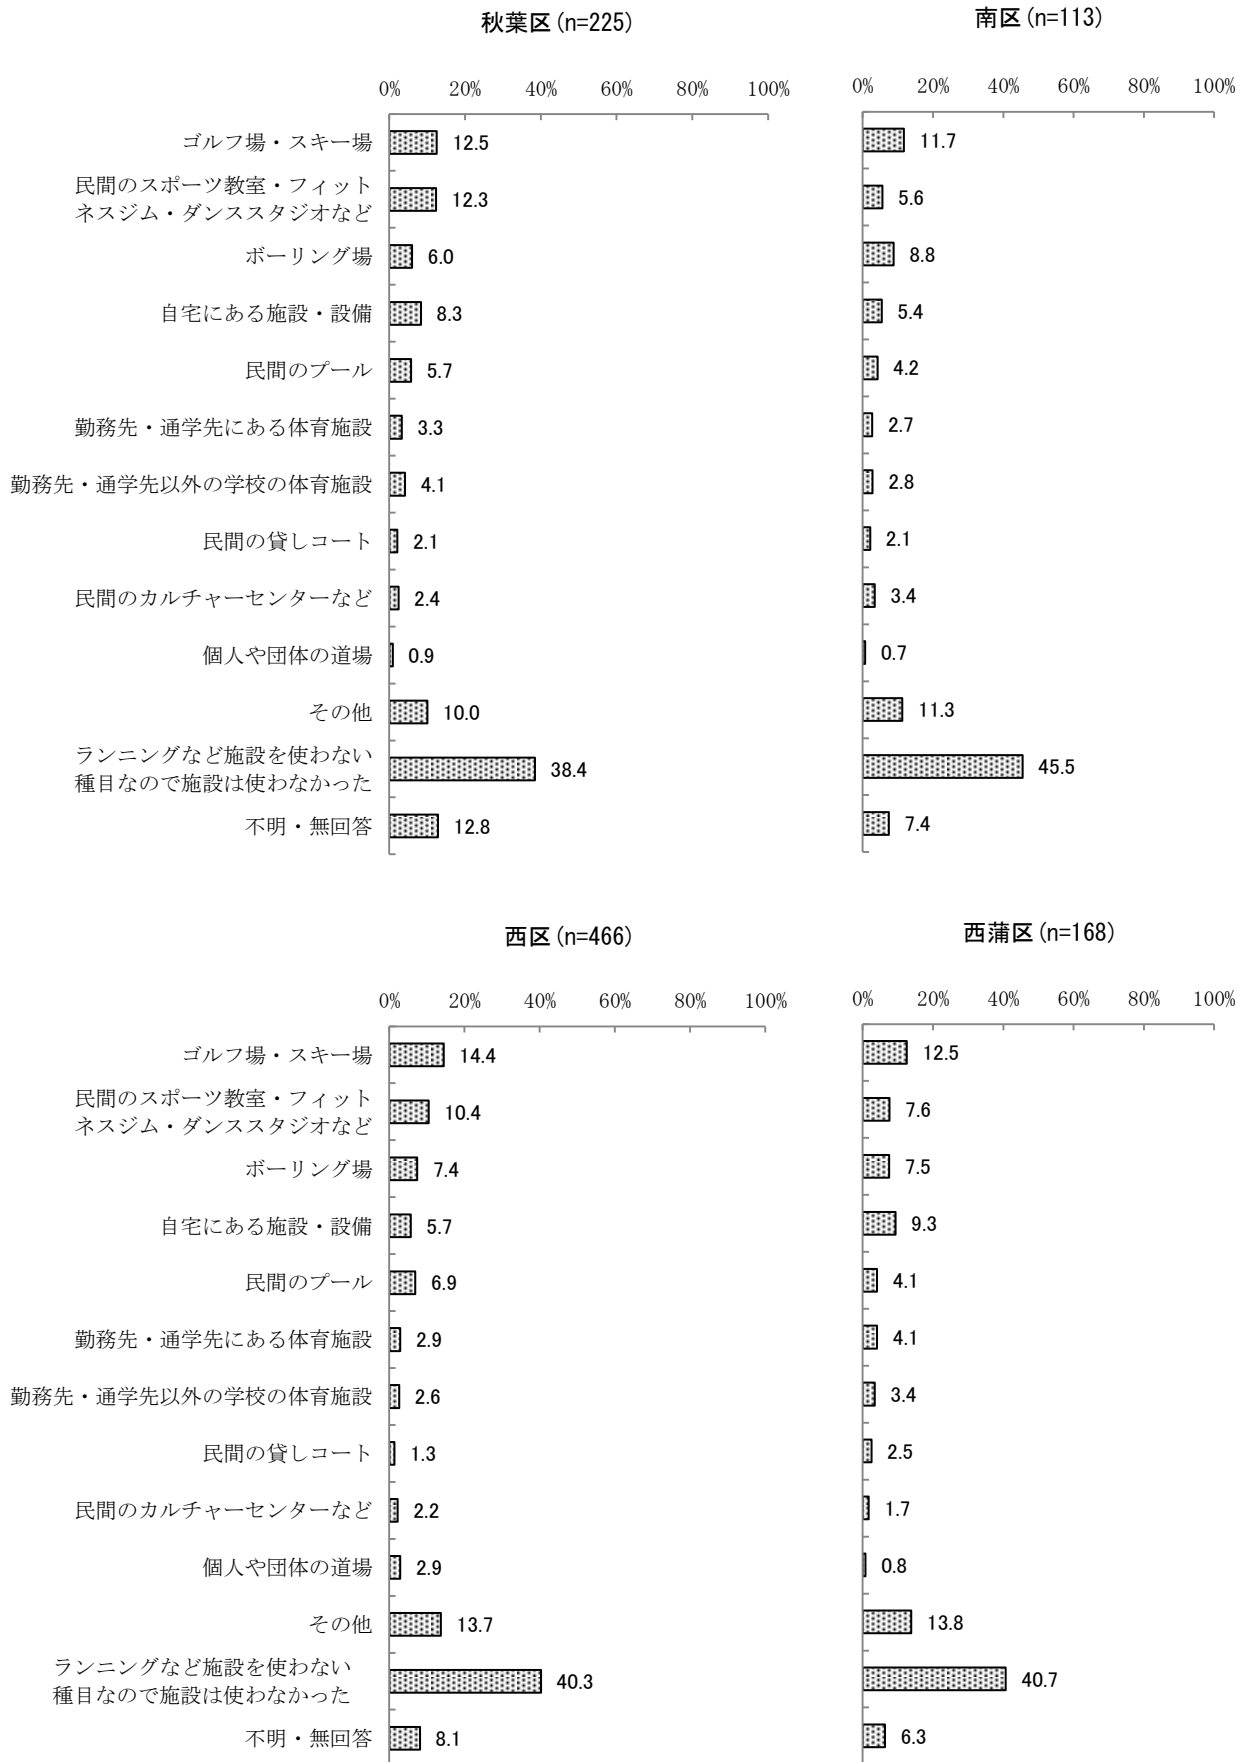 秋葉区(n=225)
0% 20% 40% 60% 80% 100%
ゴルフ場・スキー場 12.5
民間のスポーツ教室・フィット
ネスジム・ダンススタジオなど 12.3
ボーリング場 6.0
自宅にある施設・設備 8.3
民間のプール 5.7
勤務先・通学先にある体育施設 3.3
勤務先・通学先以外の学校の体育施設 4.1
民間の貸しコート 2.1
民間のカルチャーセンターなど 2.4
個人や団体の道場 0.9
その他 10.0
ランニングなど施設を使わない
種目なので施設は使わなかった 38.4
不明・無回答 12.8
南区(n=113)
0% 20% 40% 60% 80% 100%
11.7
5.6
8.8
5.4
4.2
2.7
2.8
2.1
3.4
0.7
11.3
45.5
7.4
西区(n=466)
0% 20% 40% 60% 80% 100%
ゴルフ場・スキー場 14.4
民間のスポーツ教室・フィット
ネスジム・ダンススタジオなど 10.4
ボーリング場 7.4
自宅にある施設・設備 5.7
民間のプール 6.9
勤務先・通学先にある体育施設 2.9
勤務先・通学先以外の学校の体育施設 2.6
民間の貸しコート 1.3
民間のカルチャーセンターなど 2.2
個人や団体の道場 2.9
その他 13.7
ランニングなど施設を使わない
種目なので施設は使わなかった 40.3
不明・無回答 8.1
西蒲区(n=168)
0% 20% 40% 60% 80% 100%
12.5
7.6
7.5
9.3
4.1
4.1
3.4
2.5
1.7
0.8
13.8
40.7
6.3